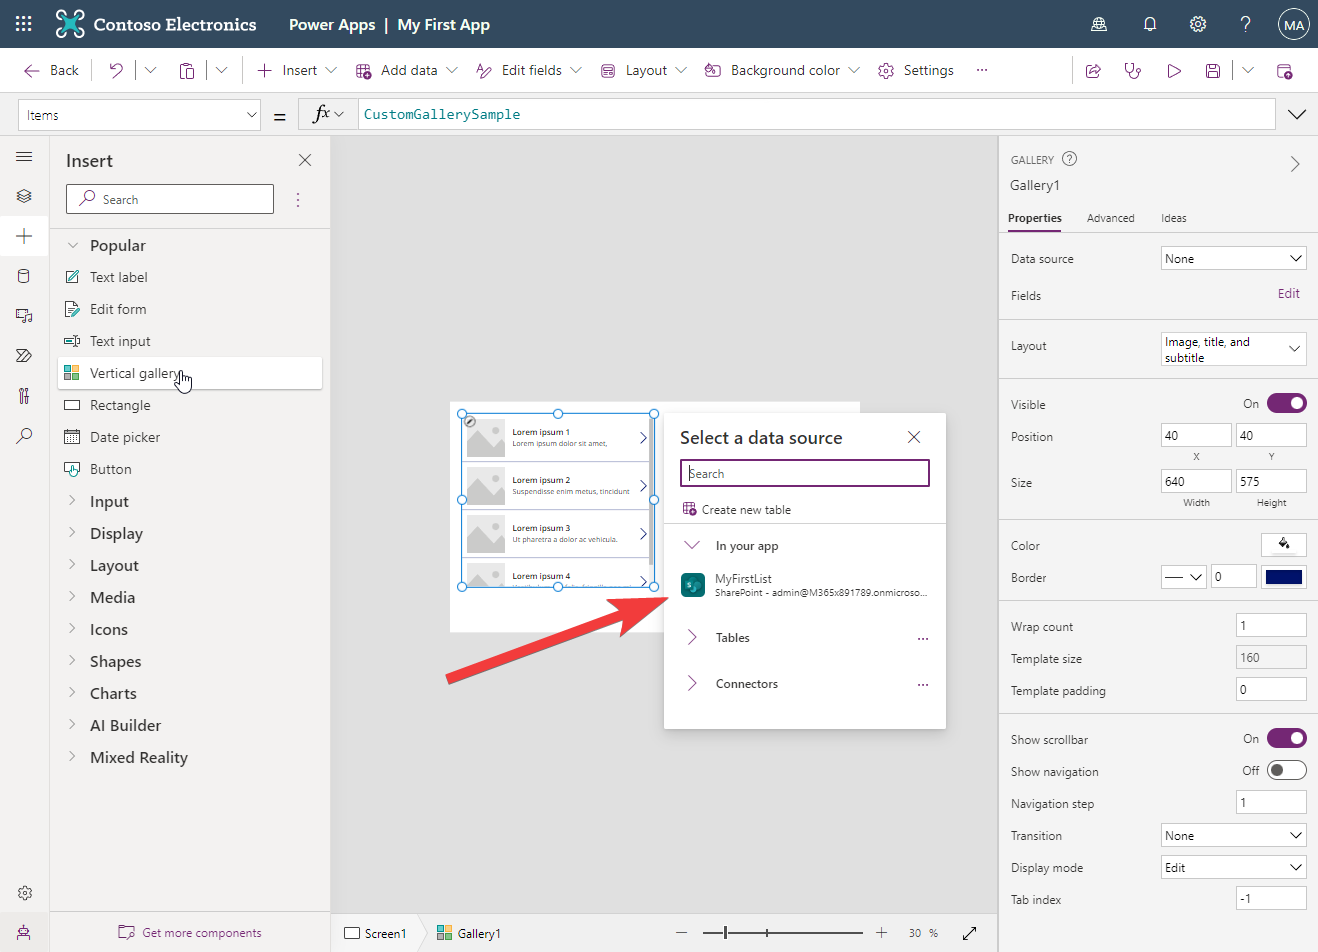 Contoso Electronics
Power Apps | My First App
MA
Back
Insert
Add data
Edit fields
Layout
Background color
Settings
Items
=
fx
CustomGallerySample
Insert
Search
Popular
Text label
Edit form
Text input
Vertical gallery
Rectangle
Date picker
Button
Input
Display
Layout
Media
Icons
Shapes
Charts
AI Builder
Mixed Reality
Get more components
Lorem ipsum 1
Lorem ipsum dolor sit amet,
Lorem ipsum 2
Suspendisse enim metus, tincidunt
Lorem ipsum 3
Ut pharetra a dolor ac vehicula.
Lorem ipsum 4
Select a data source
Search
Create new table
In your app
MyFirstList
SharePoint - admin@M365x891789.onmicroso...
Tables
Connectors
Screen1
Gallery1
30 %
GALLERY
Gallery1
Properties
Advanced
Ideas
Data source
None
Fields
Edit
Layout
Image, title, and
subtitle
Visible
On
Position
40
40
X
Y
Size
640
575
Width
Height
Color
Border
0
Wrap count
1
Template size
160
Template padding
0
Show scrollbar
On
Show navigation
Off
Navigation step
1
Transition
None
Display mode
Edit
Tab index
-1